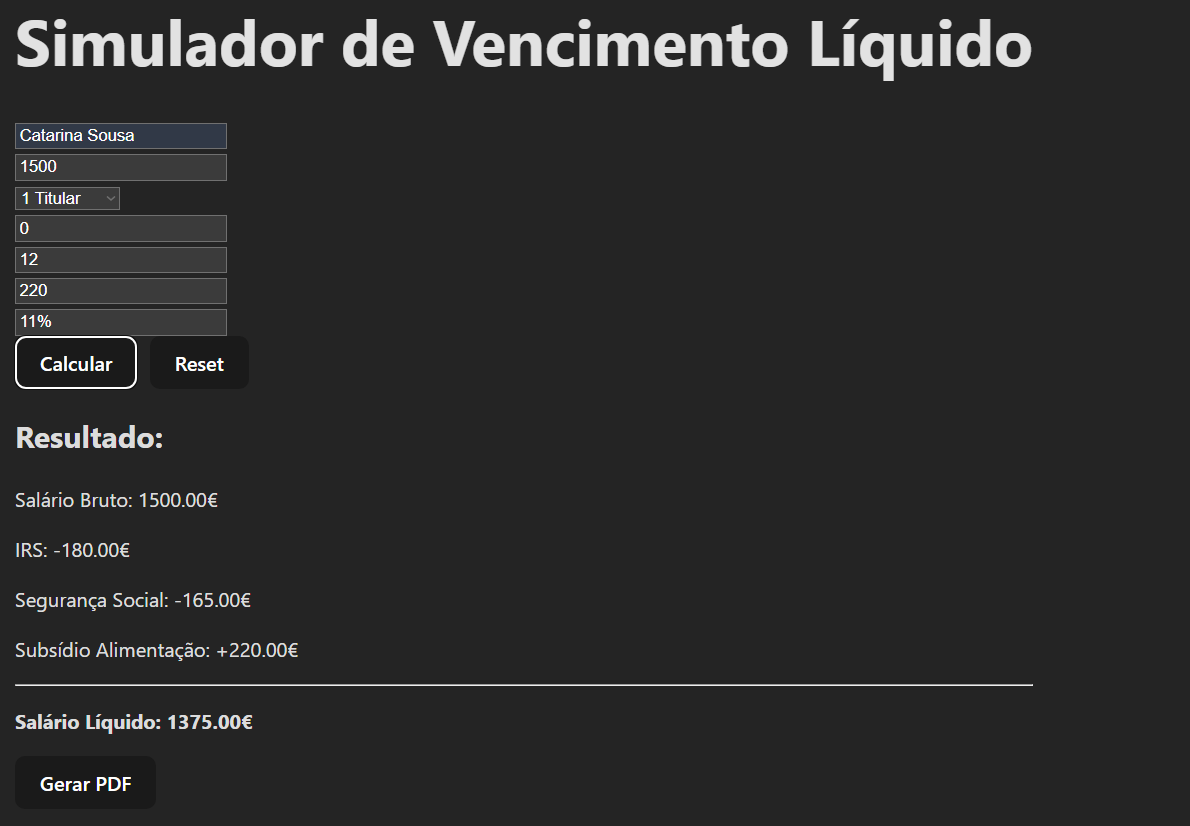 Simulador de Vencimento Líquido
Catarina Sousa
1500
1 Titular
0
12
220
11%
Calcular Reset
Resultado:
Salário Bruto: 1500.00€
IRS: -180.00€
Segurança Social: -165.00€
Subsídio Alimentação: +220.00€
Salário Líquido: 1375.00€
Gerar PDF